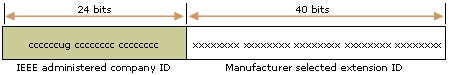 24 bits 40 bits
ccccccug cccccccc cccccccc xxxxxxxx xxxxxxxx xxxxxxxx xxxxxxxx xxxxxxxx
IEEE administered company ID Manufacturer selected extension ID